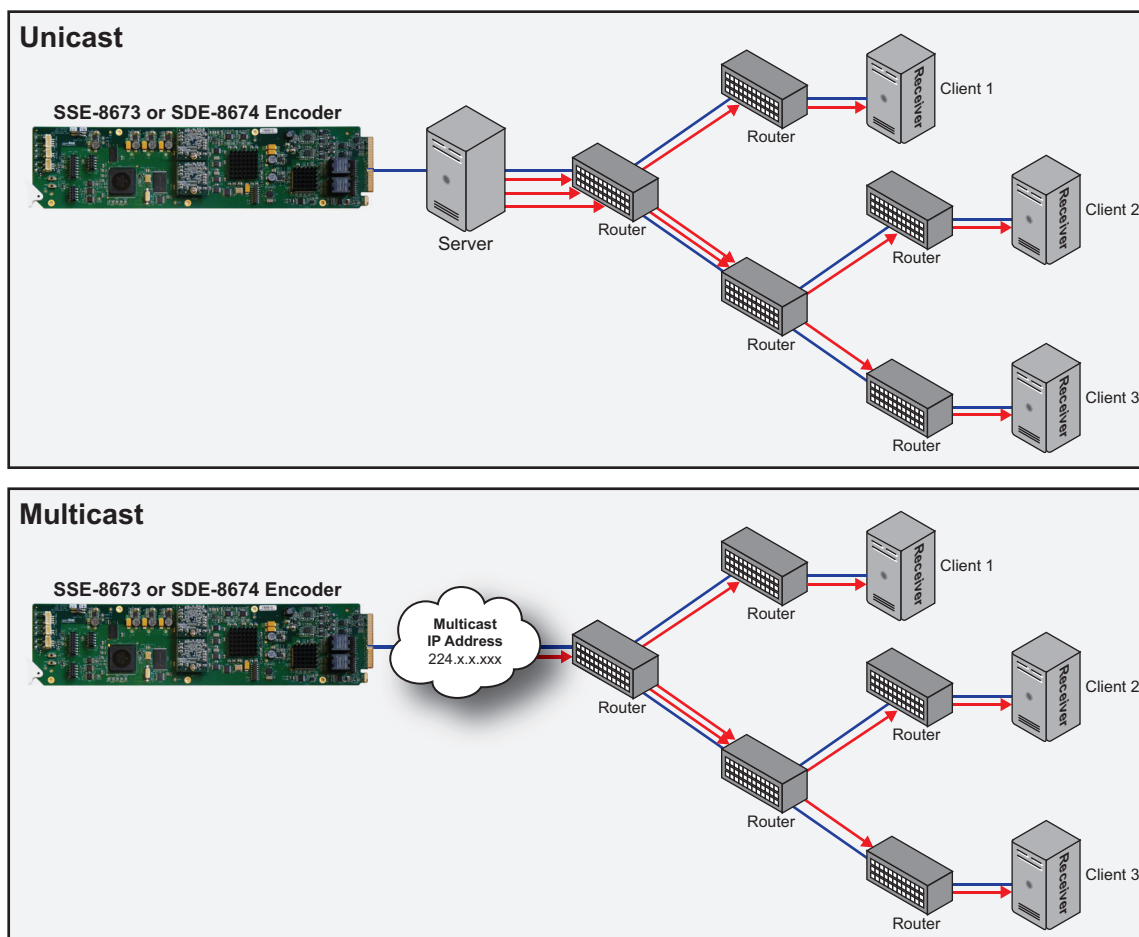 Unicast
SSE-8673 or SDE-8674 Encoder
Server
Router
Router
Receiver
Client 1
Router
Router
Receiver
Client 2
Router
Receiver
Client 3
Multicast
SSE-8673 or SDE-8674 Encoder
Multicast
IP Address
224.x.x.xxx
Router
Router
Receiver
Client 1
Router
Router
Receiver
Client 2
Router
Receiver
Client 3